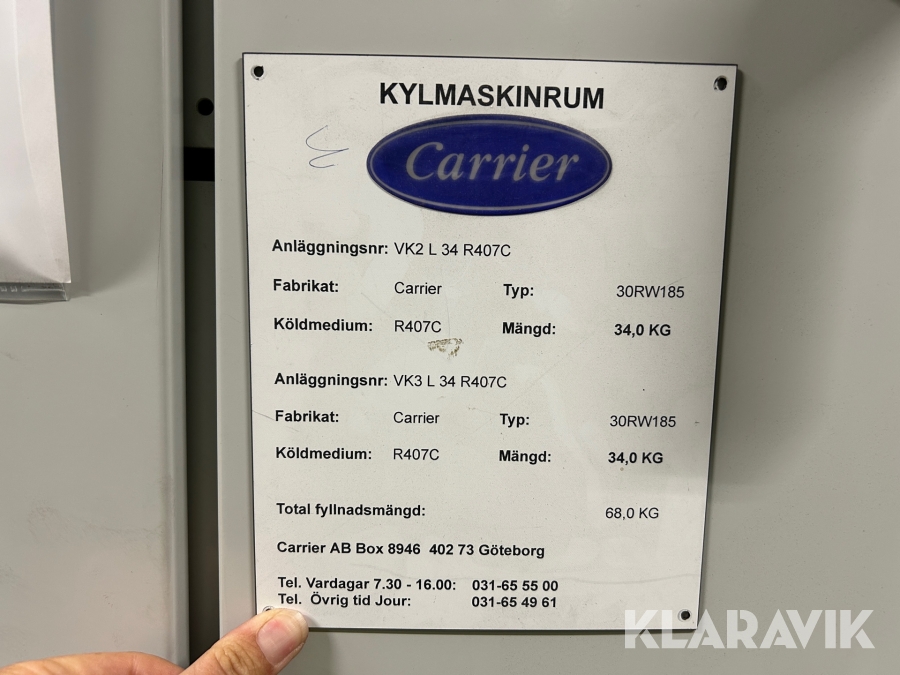 KYLMASKINRUM
Carrier
Anläggningsnr: VK2 L 34 R407C
Fabrikat: Carrier Typ: 30RW185
Köldmedium: R407C Mängd: 34,0 KG
Anläggningsnr: VK3 L 34 R407C
Fabrikat: Carrier Typ: 30RW185
Köldmedium: R407C Mängd: 34,0 KG
Total fyllnadsmängd: 68,0 KG
Carrier AB Box 8946 402 73 Göteborg
Tel. Vardagar 7.30 - 16.00: 031-65 55 00
Tel. Övrig tid Jour: 031-65 49 61
KLARAVIK